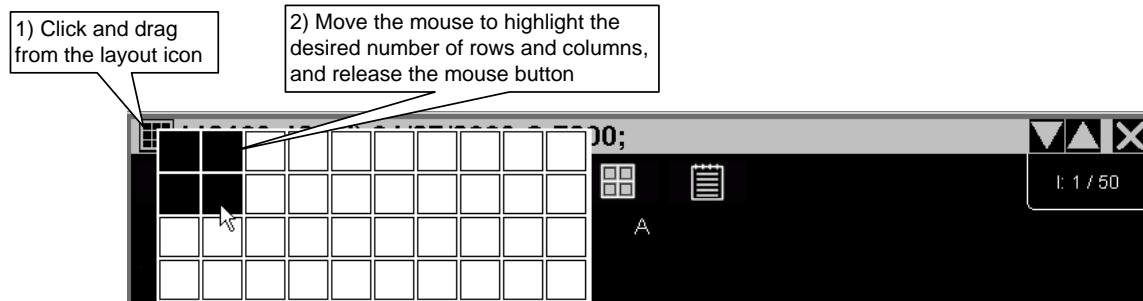 1) Click and drag
from the layout icon
2) Move the mouse to highlight the
desired number of rows and columns,
and release the mouse button
00;
I: 1 / 50
A